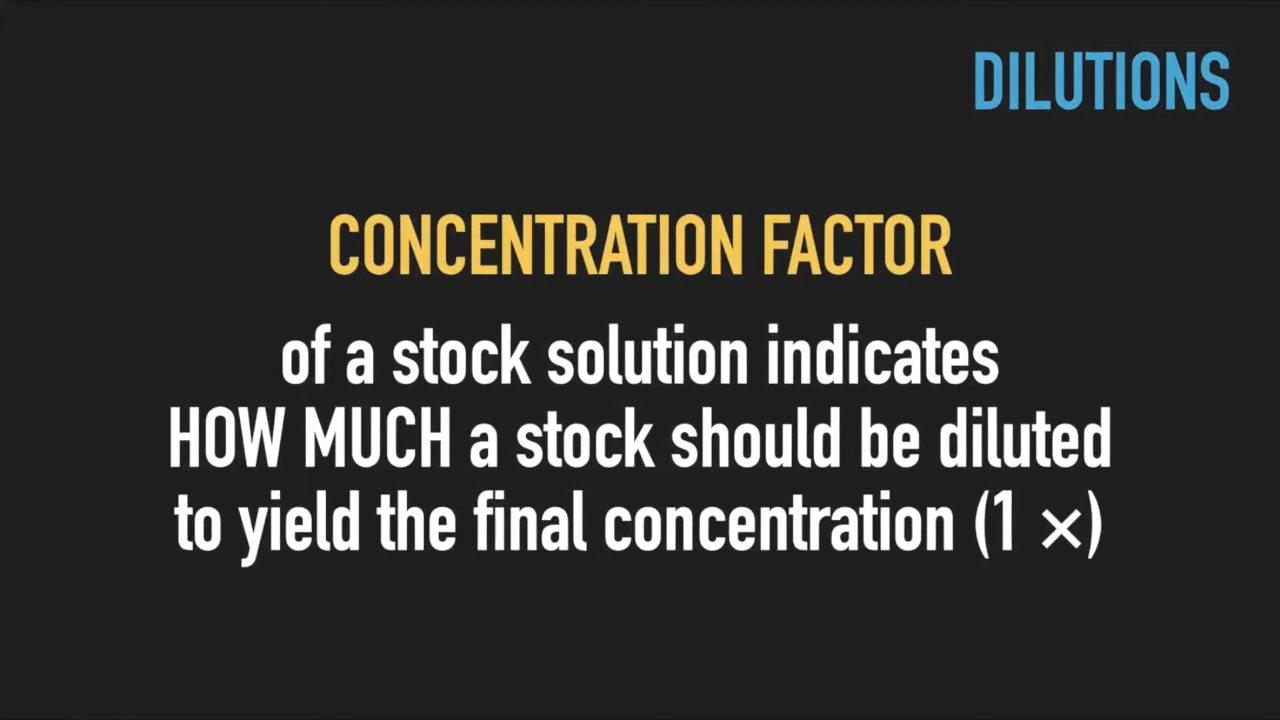 DILUTIONS
CONCENTRATION FACTOR
of a stock solution indicates
HOW MUCH a stock should be diluted
to yield the final concentration (1 ×)